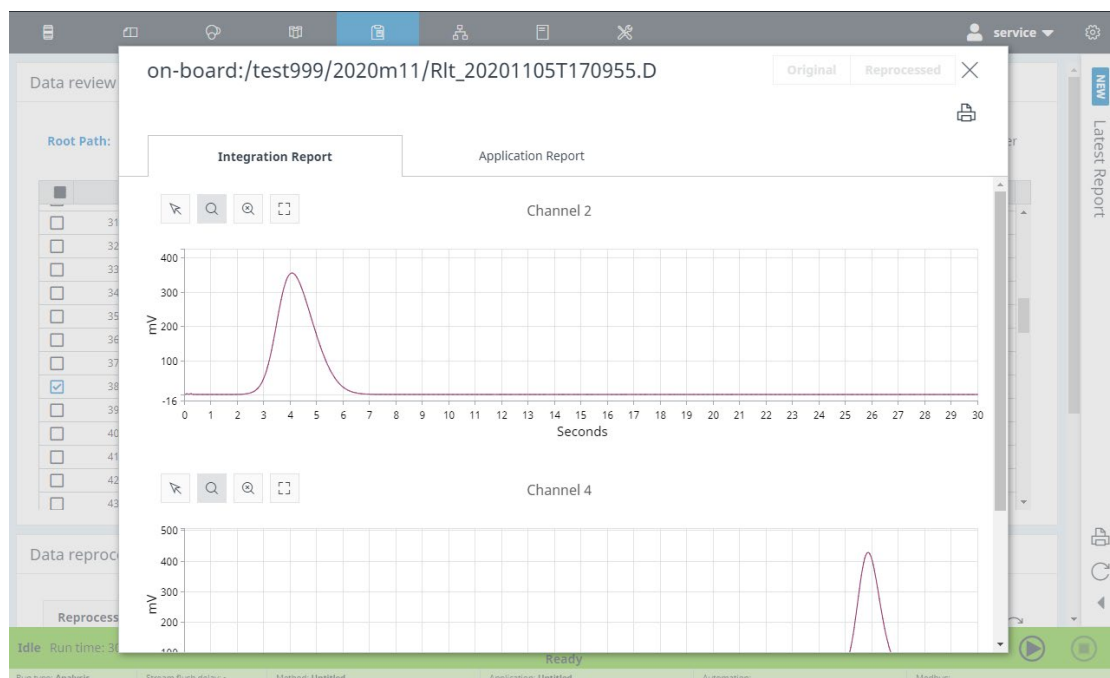 service
on-board:/test999/2020m11/Rlt_20201105T170955.D
Original Reprocessed
Data review
NEW
Latest Report
Root Path:
Integration Report Application Report
31
32
33
34
35
36
37
38
39
40
41
42
43
Channel 2
400
300
200
100
-16
mV
0 1 2 3 4 5 6 7 8 9 10 11 12 13 14 15 16 17 18 19 20 21 22 23 24 25 26 27 28 29 30
Seconds
Channel 4
500
400
300
200
mV
Data reproc
Reprocess
Idle Run time: 30
Ready